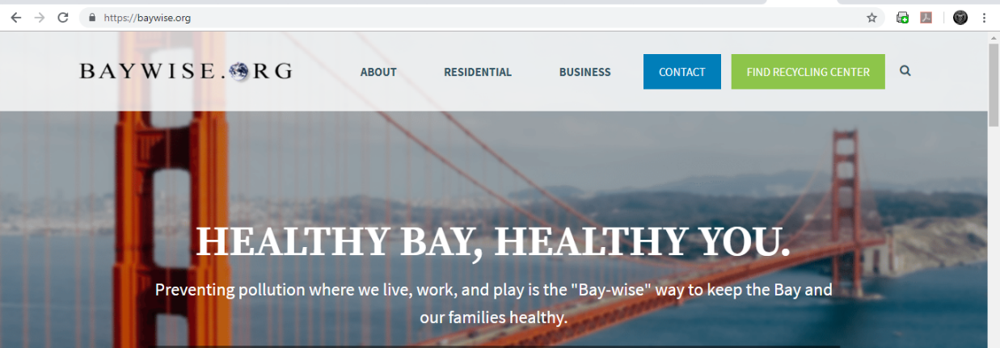 https://baywise.org
BAYWISE.ORG
ABOUT
RESIDENTIAL
BUSINESS
CONTACT
FIND RECYCLING CENTER
HEALTHY BAY, HEALTHY YOU.
Preventing pollution where we live, work, and play is the "Bay-wise" way to keep the Bay and
our families healthy.